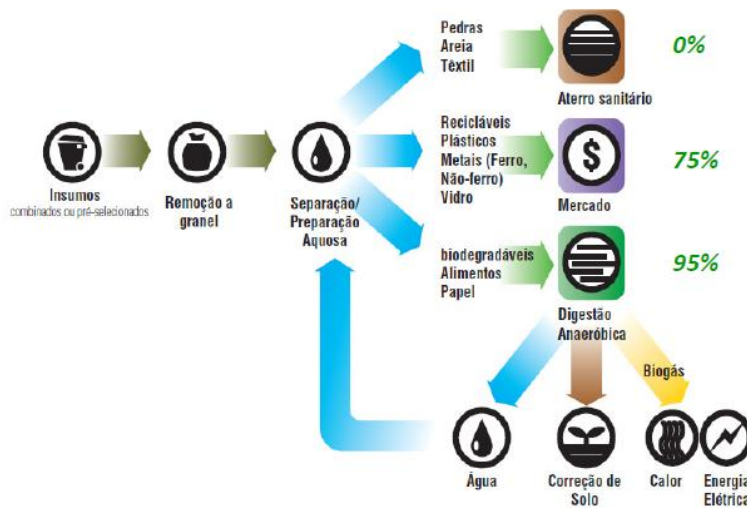 Pedras
Areia
Têxtil
0%
Aterro sanitário
Insumos
combinados ou pré-selecionados
Remoção a
granel
Separação/
Preparação
Aquosa
Recicláveis
Plásticos
Metais (Ferro,
Não-ferro)
Vidro
$
Mercado
75%
biodegradáveis
Alimentos
Papel
95%
Digestão
Anaeróbica
Biogás
Água
Correção de
Solo
Calor
Energia
Elétrica